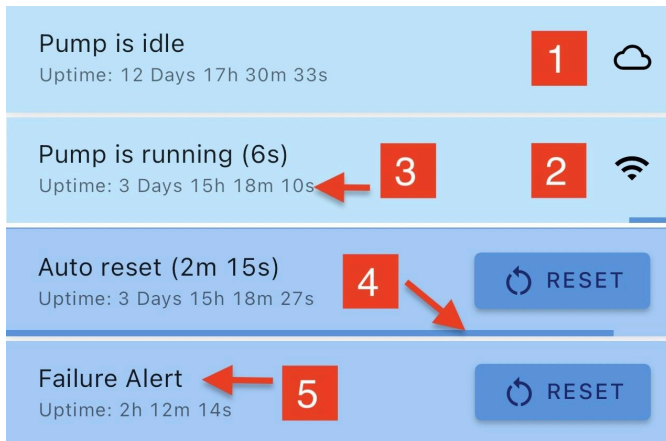 Pump is idle
Uptime: 12 Days 17h 30m 33s
1
Pump is running (6s)
Uptime: 3 Days 15h 18m 10s
3
2
Auto reset (2m 15s)
Uptime: 3 Days 15h 18m 27s
4
RESET
Failure Alert
Uptime: 2h 12m 14s
5
RESET